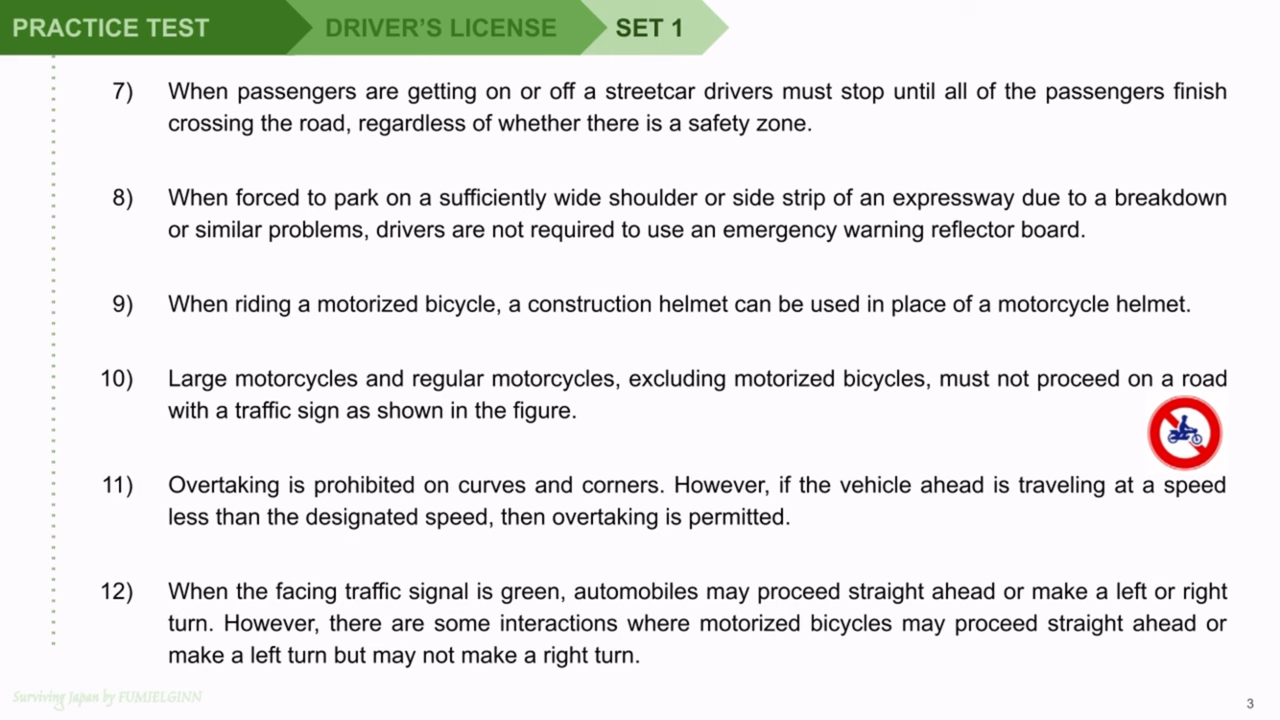 PRACTICE TEST DRIVER'S LICENSE SET 1
7) When passengers are getting on or off a streetcar drivers must stop until all of the passengers finish
crossing the road, regardless of whether there is a safety zone.
8) When forced to park on a sufficiently wide shoulder or side strip of an expressway due to a breakdown
or similar problems, drivers are not required to use an emergency warning reflector board.
9) When riding a motorized bicycle, a construction helmet can be used in place of a motorcycle helmet.
10) Large motorcycles and regular motorcycles, excluding motorized bicycles, must not proceed on a road
with a traffic sign as shown in the figure.
11) Overtaking is prohibited on curves and corners. However, if the vehicle ahead is traveling at a speed
less than the designated speed, then overtaking is permitted.
12) When the facing traffic signal is green, automobiles may proceed straight ahead or make a left or right
turn. However, there are some interactions where motorized bicycles may proceed straight ahead or
make a left turn but may not make a right turn.
Surviving Japan by FUMIELGINN
3